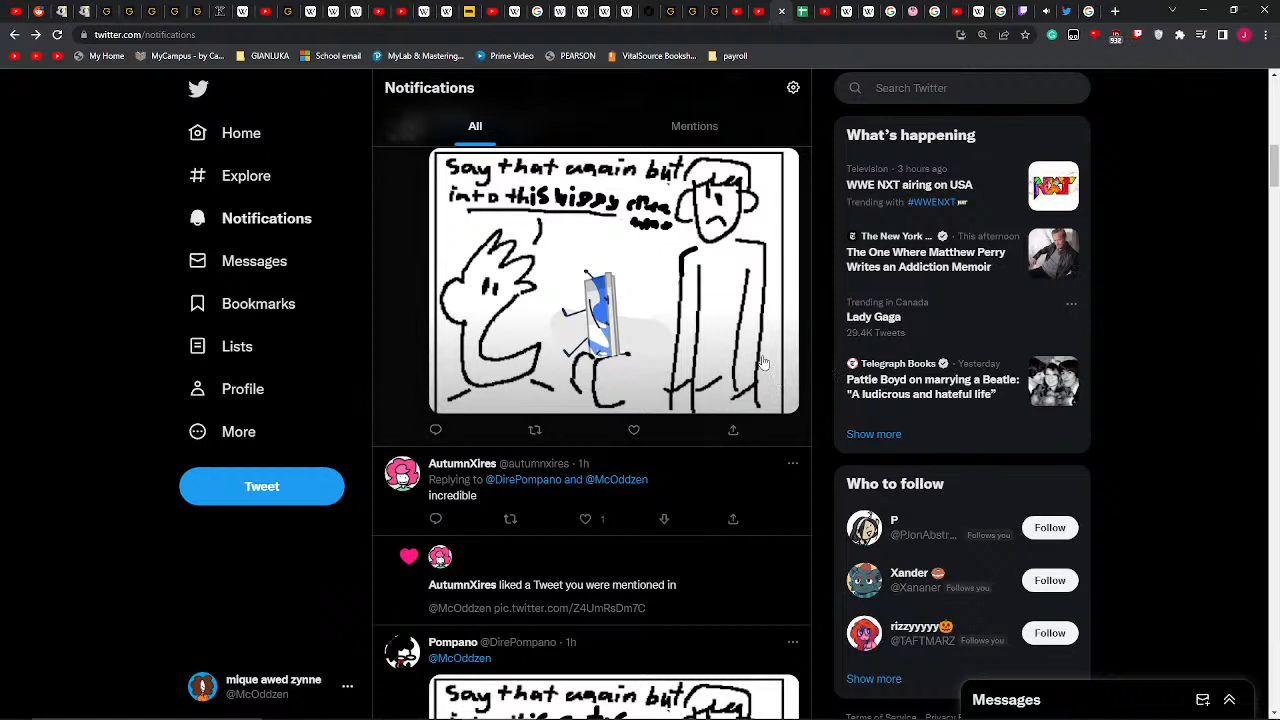 twitter.com/notifications
My Home
MyCampus - by Ga...
GIANLUKA
School email
MyLab & Mastering...
Prime Video
PEARSON
VitalSource Booksh...
payroll
Home
Explore
Notifications
Messages
Bookmarks
Lists
Profile
More
Tweet
mique awed zynne
@McOddzen
Notifications
All
Mentions
Say that again but
into this hippy
AutumnXires @autumnxires · 1h
Replying to @DirePompano and @McOddzen
incredible
1
AutumnXires liked a Tweet you were mentioned in
@McOddzen pic.twitter.com/Z4UmRsDm7C
Pompano @DirePompano · 1h
@McOddzen
Say that again but
Search Twitter
What's happening
Television · 3 hours ago
WWE NXT airing on USA
Trending with #WWENXT
The New York ... · This afternoon
The One Where Matthew Perry
Writes an Addiction Memoir
Trending in Canada
Lady Gaga
29.4K Tweets
Telegraph Books · Yesterday
Pattie Boyd on marrying a Beatle:
"A ludicrous and hateful life"
Show more
Who to follow
P
@PJonAbstr... Follows you
Follow
Xander
@Xananer Follows you
Follow
rizzyyyyy
@TAFTMARZ Follows you
Follow
Show more
Terms of Service
Messages